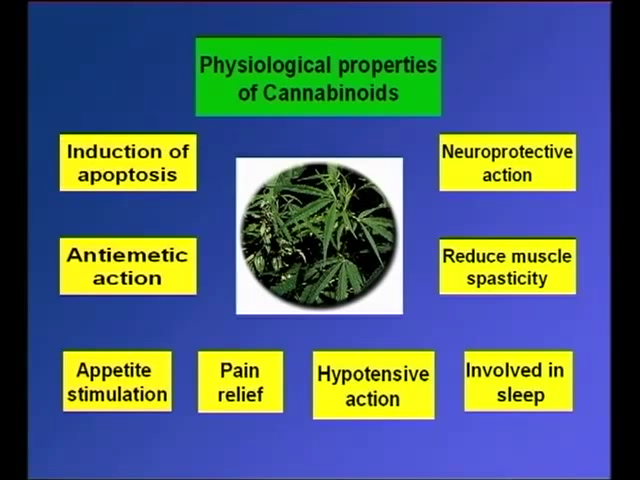 Physiological properties
of Cannabinoids
Induction of
apoptosis
Neuroprotective
action
Antiemetic
action
Reduce muscle
spasticity
Appetite
stimulation
Pain
relief
Hypotensive
action
Involved in
sleep